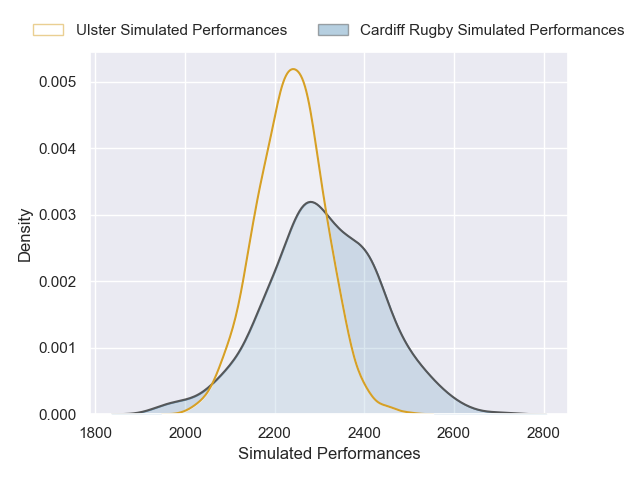 Ulster Simulated Performances Cardiff Rugby Simulated Performances
0.005
0.004
0.003
0.002
0.001
0.000
Density
1800 2000 2200 2400 2600 2800
Simulated Performances